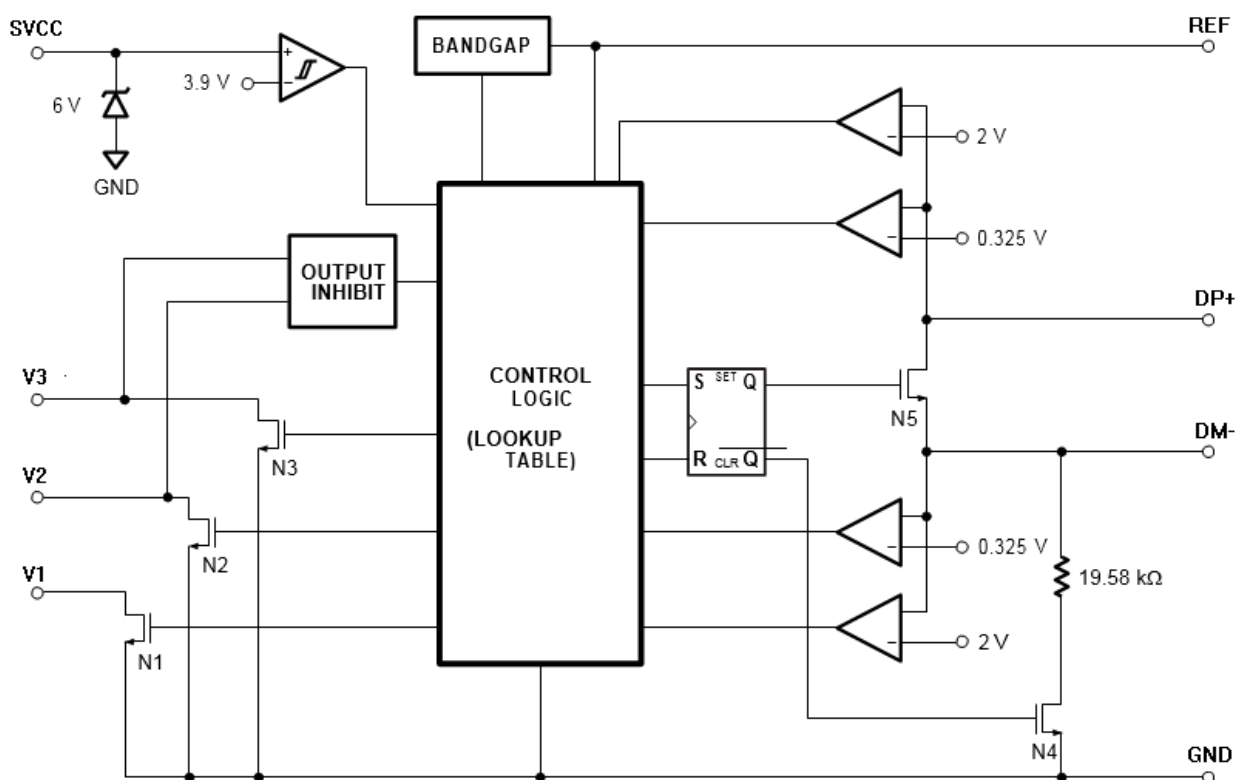 SVCC
BANDGAP
REF
+
3.9 V
−
6 V
GND
−
2 V
−
0.325 V
OUTPUT
INHIBIT
DP+
V3
CONTROL
LOGIC
(LOOKUP
TABLE)
S SET Q
R CLR Q
N5
N3
DM-
V2
N2
−
0.325 V
V1
19.58 kΩ
N1
−
2 V
N4
GND